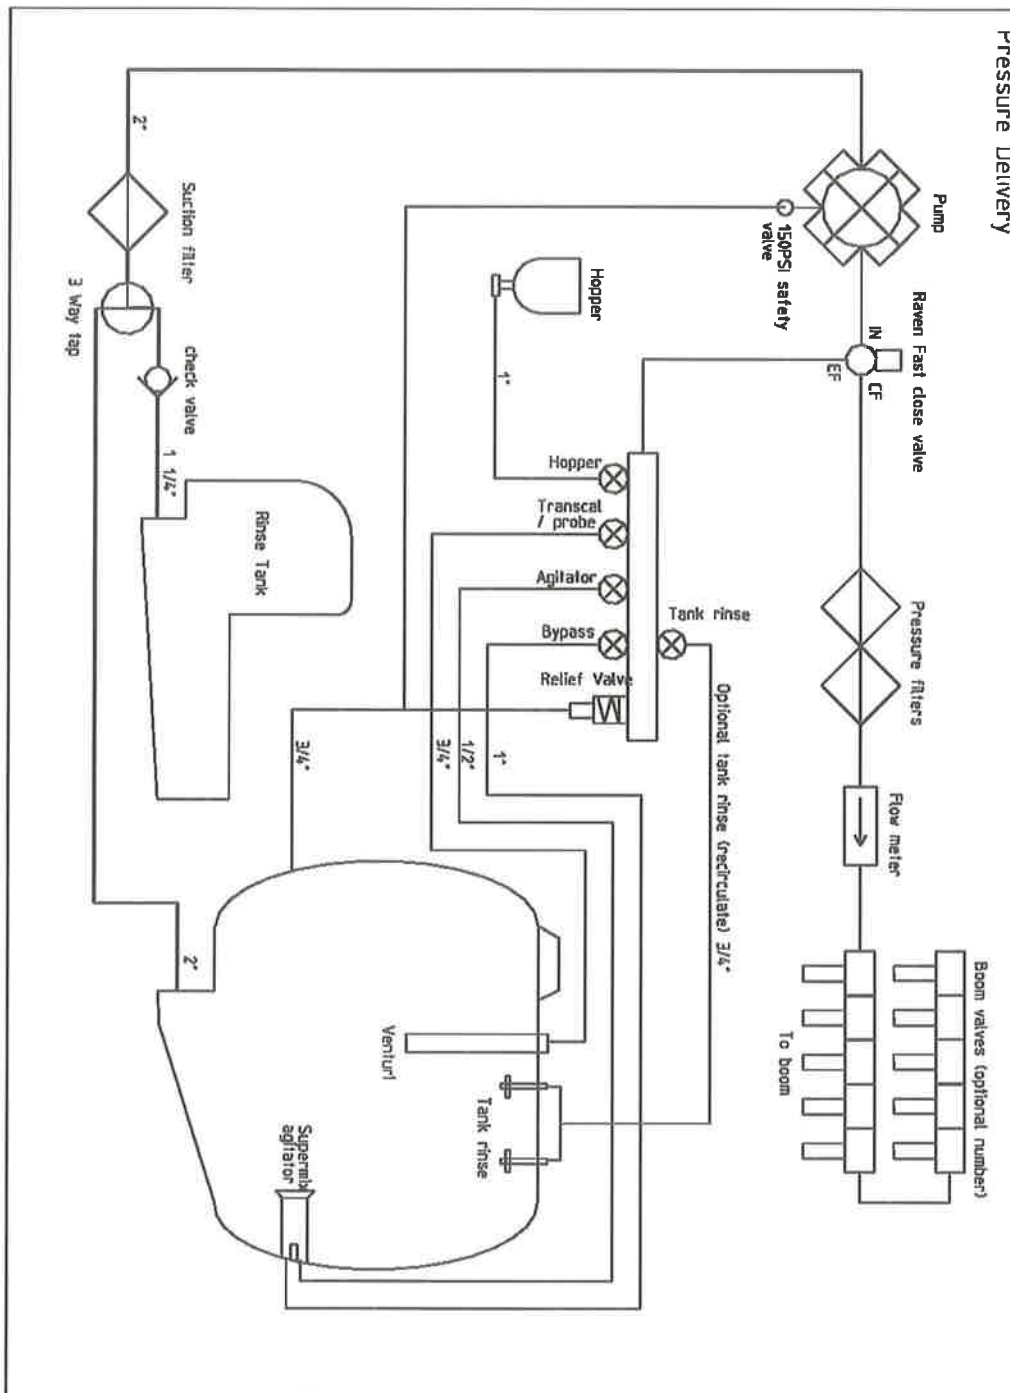 Pressure Delivery
Pump
150PSI safety
valve
Raven Fast close valve
IN
CF
EF
2"
Suction filter
3 Way tap
check valve
1 1/4"
Rinse Tank
Hopper
1"
Hopper
Transcal
/ probe
Agitator
Bypass
Relief Valve
Tank rinse
Optional tank rinse (recirculate) 3/4"
Pressure filters
Flow meter
Boom valves (optional number)
To boom
3/4"
3/4"
1/2"
1"
2"
Venturi
Tank rinse
Supermix
agitator